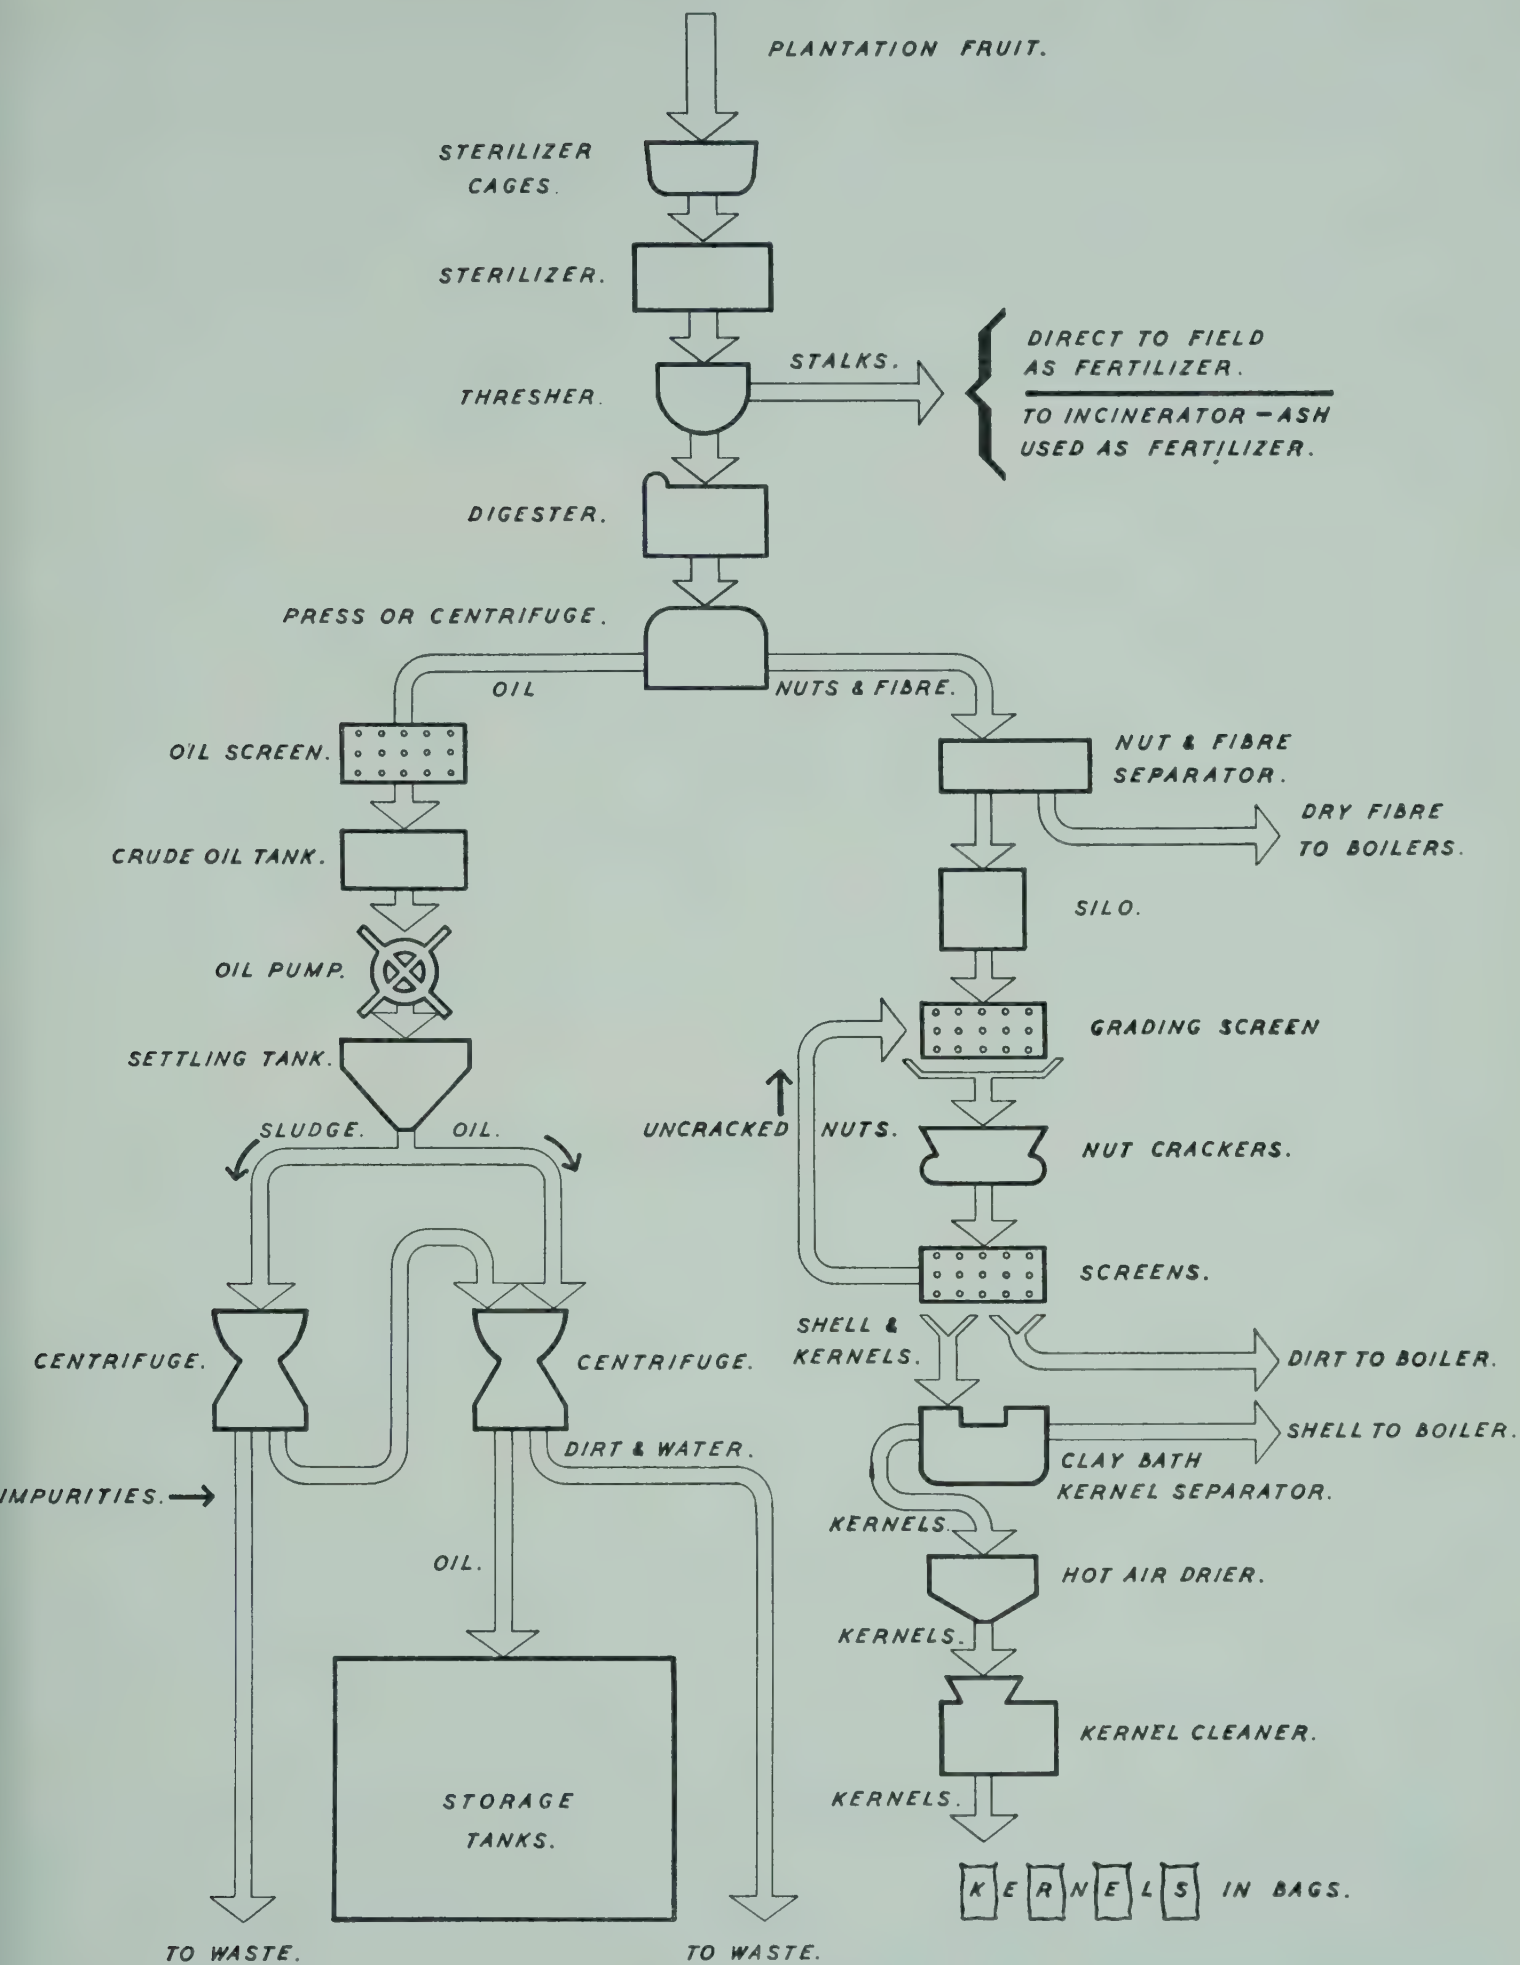 PLANTATION FRUIT.
STERILIZER
CAGES.
STERILIZER.
STALKS.
DIRECT TO FIELD
AS FERTILIZER.
TO INCINERATOR - ASH
USED AS FERTILIZER.
THRESHER.
DIGESTER.
PRESS OR CENTRIFUGE.
OIL
NUTS & FIBRE.
OIL SCREEN.
NUT & FIBRE
SEPARATOR.
DRY FIBRE
TO BOILERS.
CRUDE OIL TANK.
SILO.
OIL PUMP.
GRADING SCREEN
SETTLING TANK.
SLUDGE.
OIL.
UNCRACKED NUTS.
NUT CRACKERS.
SCREENS.
SHELL &
KERNELS.
DIRT TO BOILER.
CENTRIFUGE.
CENTRIFUGE.
SHELL TO BOILER.
CLAY BATH
KERNEL SEPARATOR.
DIRT & WATER.
IMPURITIES.
KERNELS.
OIL.
HOT AIR DRIER.
KERNELS.
KERNEL CLEANER.
KERNELS.
STORAGE
TANKS.
KERNELS IN BAGS.
TO WASTE.
TO WASTE.